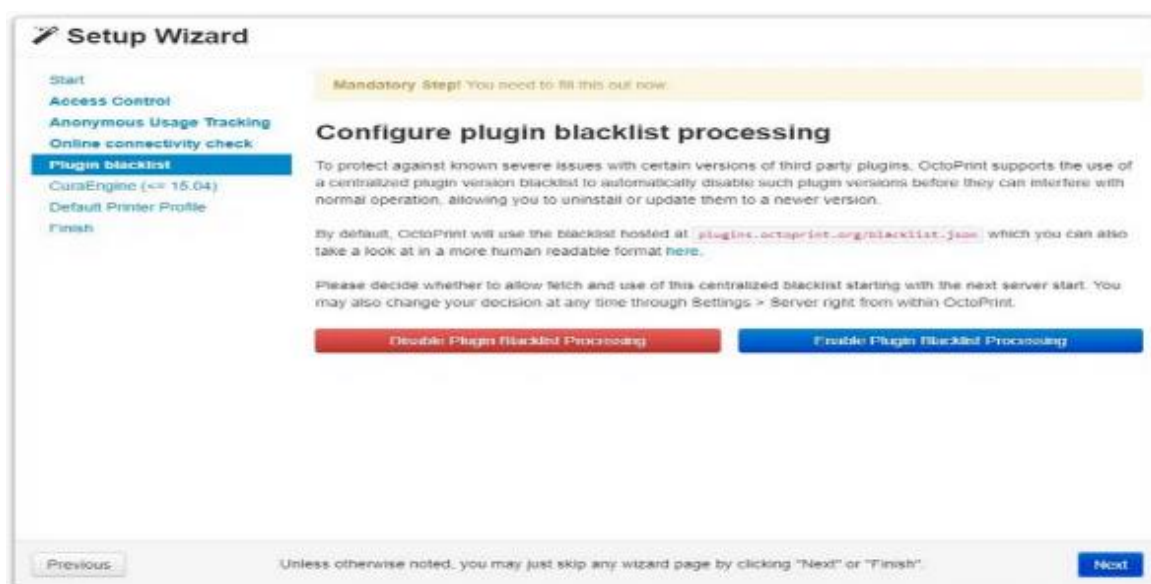 Setup Wizard
Start
Access Control
Anonymous Usage Tracking
Online connectivity check
Plugin blacklist
CuraEngine (<= 15.04)
Default Printer Profile
Finish
Mandatory Step! You need to fill this out now.
Configure plugin blacklist processing
To protect against known severe issues with certain versions of third party plugins, OctoPrint supports the use of
a centralized plugin version blacklist to automatically disable such plugin versions before they can interfere with
normal operation, allowing you to uninstall or update them to a newer version.
By default, OctoPrint will use the blacklist hosted at plugins.octoprint.org/blacklist.json which you can also
take a look at in a more human readable format here.
Please decide whether to allow fetch and use of this centralized blacklist starting with the next server start. You
may also change your decision at any time through Settings > Server right from within OctoPrint.
Disable Plugin Blacklist Processing
Enable Plugin Blacklist Processing
Previous
Unless otherwise noted, you may just skip any wizard page by clicking "Next" or "Finish".
Next